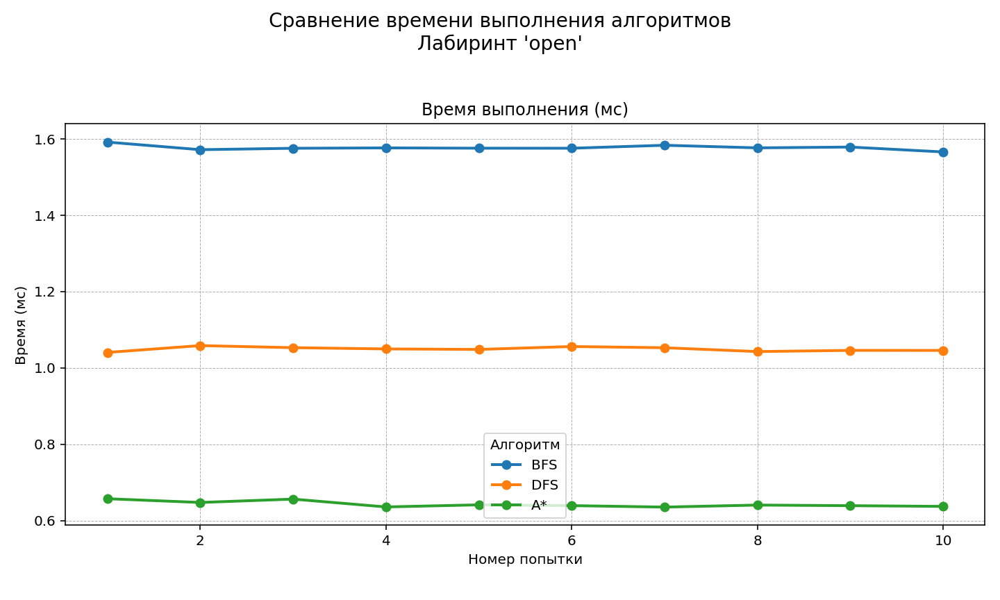 Сравнение времени выполнения алгоритмов
Лабиринт 'open'
Время выполнения (мс)
1.6
1.4
1.2
1.0
0.8
0.6
Время (мс)
Алгоритм
BFS
DFS
A*
2
4
6
8
10
Номер попытки